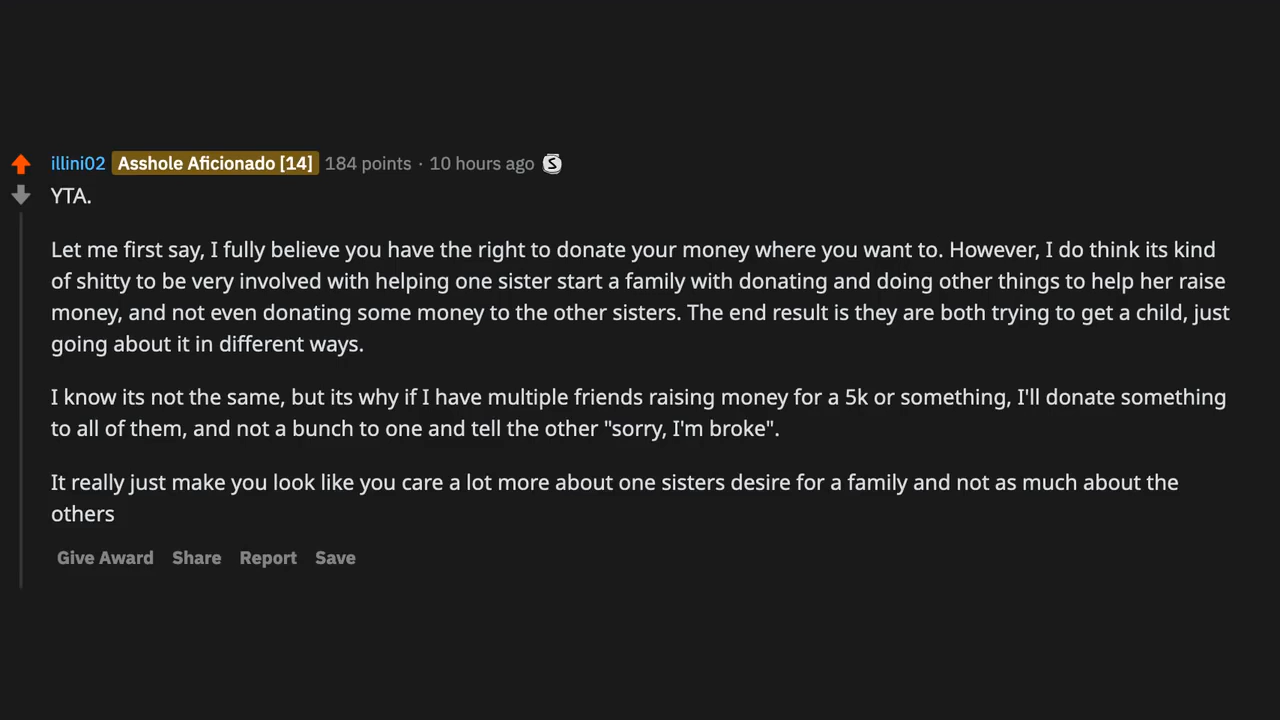 illini02 Asshole Aficionado [14] 184 points · 10 hours ago S
YTA.
Let me first say, I fully believe you have the right to donate your money where you want to. However, I do think its kind
of shitty to be very involved with helping one sister start a family with donating and doing other things to help her raise
money, and not even donating some money to the other sisters. The end result is they are both trying to get a child, just
going about it in different ways.
I know its not the same, but its why if I have multiple friends raising money for a 5k or something, I'll donate something
to all of them, and not a bunch to one and tell the other "sorry, I'm broke".
It really just make you look like you care a lot more about one sisters desire for a family and not as much about the
others
Give Award Share Report Save